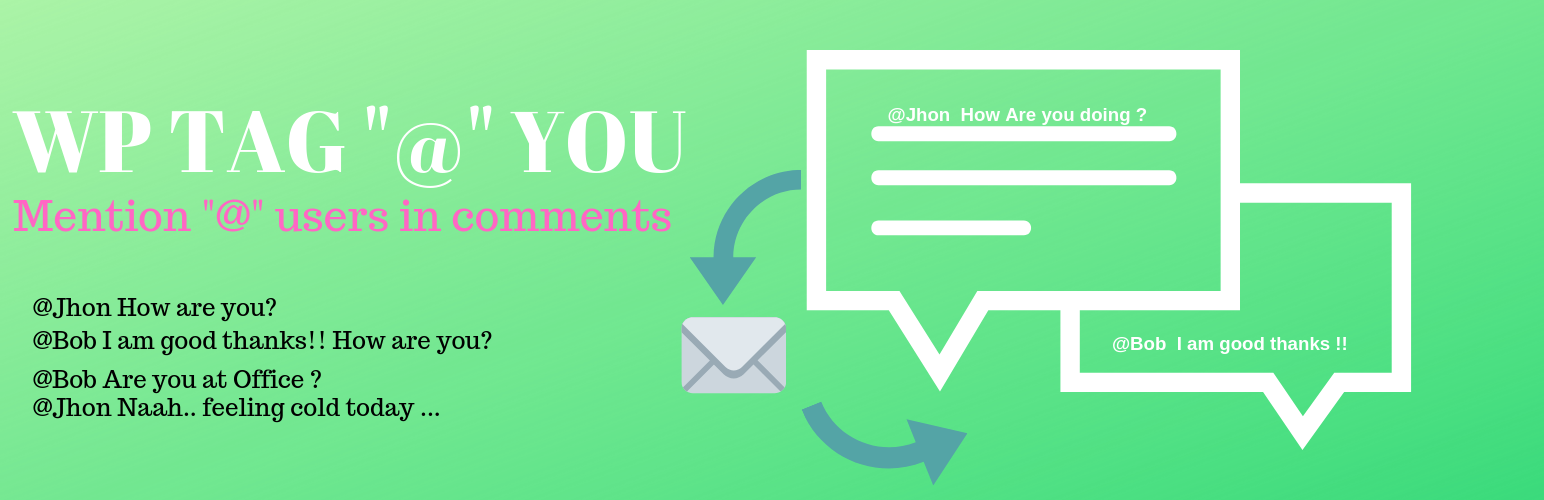 WP TAG "@" YOU
Mention "@" users in comments
@Jhon How are you?
@Bob I am good thanks!! How are you?
@Bob Are you at Office ?
@Jhon Naah.. feeling cold today ...
@Jhon  How Are you doing ?
@Bob  I am good thanks !!